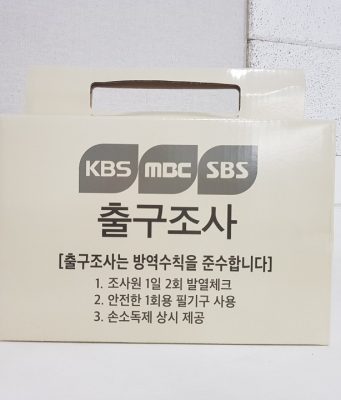 KBS MBC SBS
출구조사
[출구조사는 방역수칙을 준수합니다]
1. 조사원 1일 2회 발열체크
2. 안전한 1회용 필기구 사용
3. 손소독제 상시 제공